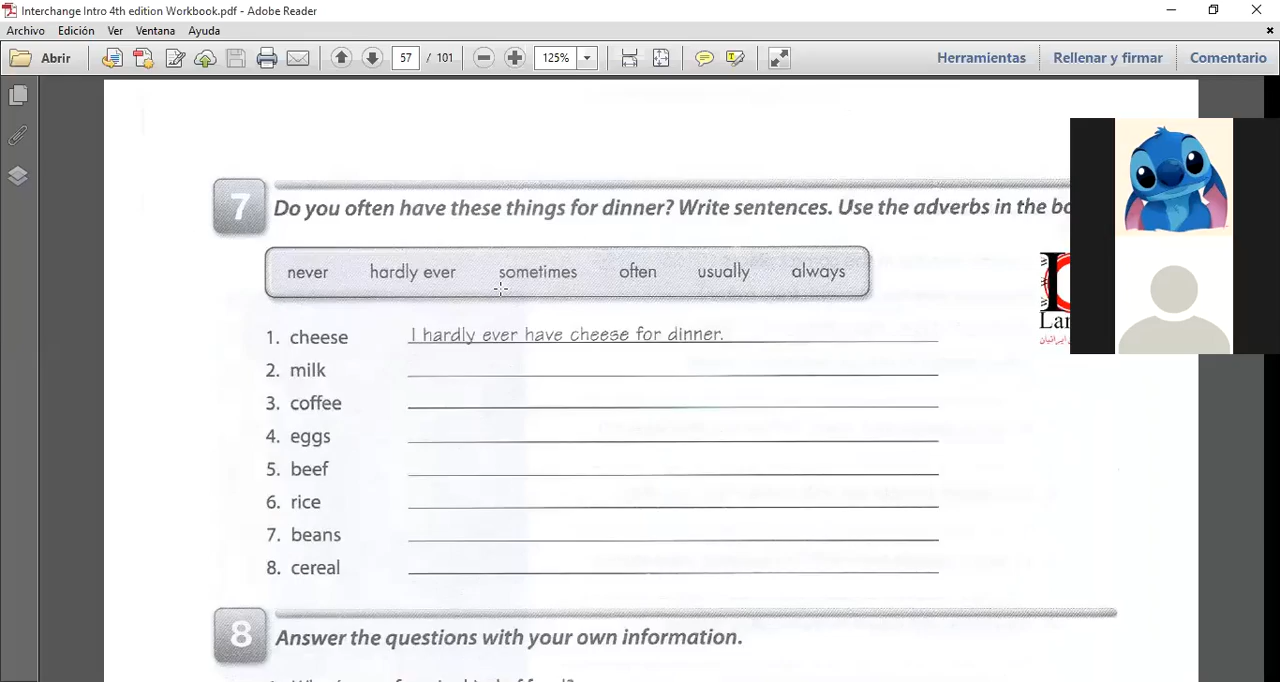 Interchange Intro 4th edition Workbook.pdf - Adobe Reader
Archivo Edición Ver Ventana Ayuda
Abrir 57 / 101 125% Herramientas Rellenar y firmar Comentario
7 Do you often have these things for dinner? Write sentences. Use the adverbs in the
never hardly ever sometimes often usually always
1. cheese I hardly ever have cheese for dinner.
2. milk
3. coffee
4. eggs
5. beef
6. rice
7. beans
8. cereal
8 Answer the questions with your own information.